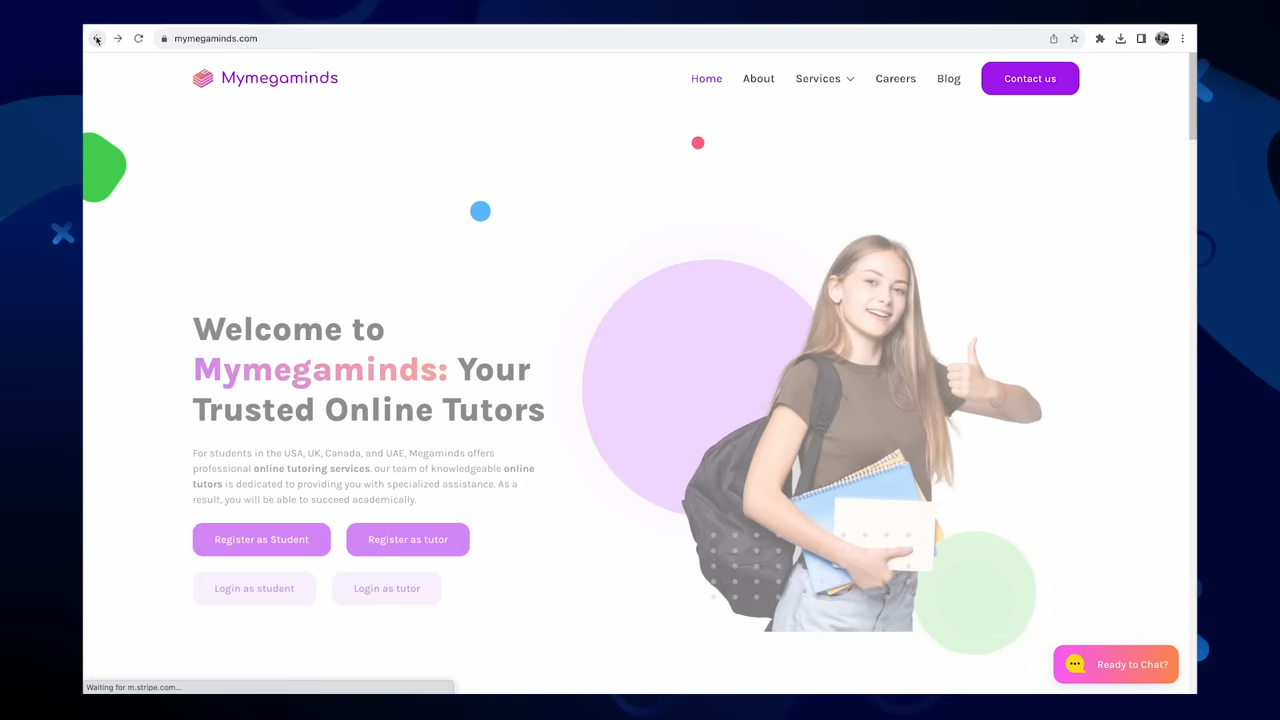 mymegaminds.com
Mymegaminds
Home
About
Services
Careers
Blog
Contact us
Welcome to
Mymegaminds: Your
Trusted Online Tutors
For students in the USA, UK, Canada, and UAE, Megaminds offers
professional online tutoring services. our team of knowledgeable online
tutors is dedicated to providing you with specialized assistance. As a
result, you will be able to succeed academically.
Register as Student
Register as tutor
Login as student
Login as tutor
Ready to Chat?
Waiting for m.stripe.com...